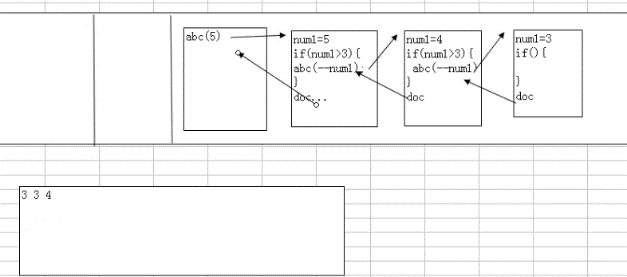 abc(5)
num1=5
if(num1>3){
abc(--num1);
}
doc...
num1=4
if(num1>3){
abc(--num1)
}
doc
num1=3
if(){
}
doc
3 3 4